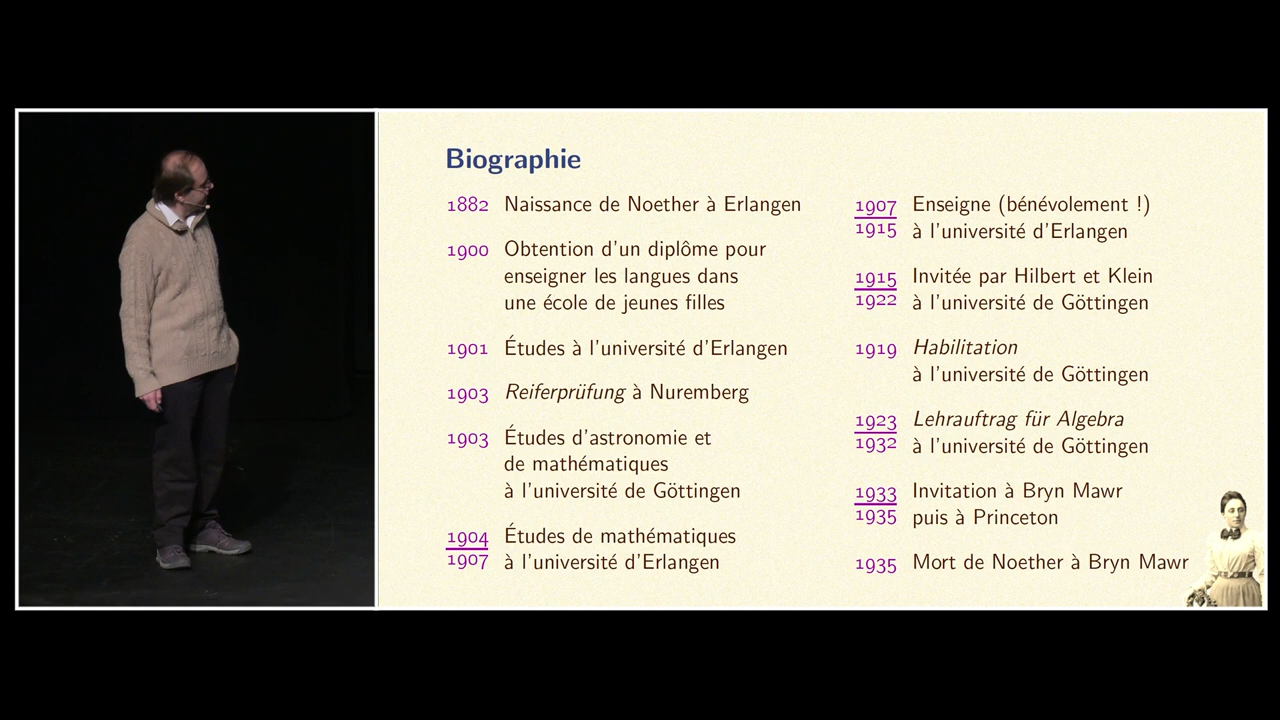 Biographie
1882 Naissance de Noether à Erlangen
1900 Obtention d'un diplôme pour
enseigner les langues dans
une école de jeunes filles
1901 Études à l'université d'Erlangen
1903 Reiferprüfung à Nuremberg
1903 Études d'astronomie et
de mathématiques
à l'université de Göttingen
1904 Études de mathématiques
1907 à l'université d'Erlangen
1907 Enseigne (bénévolement !)
1915 à l'université d'Erlangen
1915 Invitée par Hilbert et Klein
1922 à l'université de Göttingen
1919 Habilitation
à l'université de Göttingen
1923 Lehrauftrag für Algebra
1932 à l'université de Göttingen
1933 Invitation à Bryn Mawr
1935 puis à Princeton
1935 Mort de Noether à Bryn Mawr